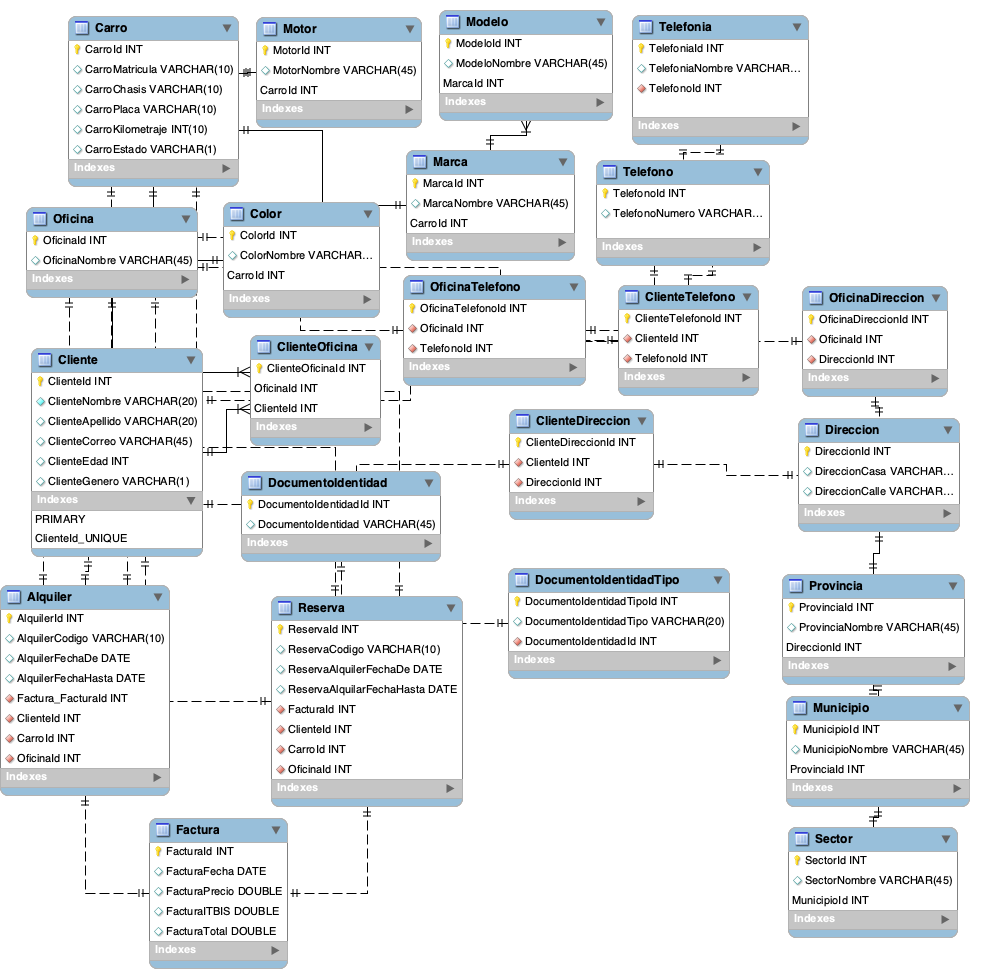 Carro
CarroId INT
CarroMatricula VARCHAR(10)
CarroChasis VARCHAR(10)
CarroPlaca VARCHAR(10)
CarroKilometraje INT(10)
CarroEstado VARCHAR(1)
Indexes
Motor
MotorId INT
MotorNombre VARCHAR(45)
CarroId INT
Indexes
Modelo
ModeloId INT
ModeloNombre VARCHAR(45)
MarcaId INT
Indexes
Telefonia
TelefoniaId INT
TelefoniaNombre VARCHAR...
TelefonoId INT
Indexes
Marca
MarcaId INT
MarcaNombre VARCHAR(45)
CarroId INT
Indexes
Telefono
TelefonoId INT
TelefonoNumero VARCHAR...
Indexes
Oficina
OficinaId INT
OficinaNombre VARCHAR(45)
Indexes
Color
ColorId INT
ColorNombre VARCHAR...
CarroId INT
Indexes
OficinaTelefono
OficinaTelefonoId INT
OficinaId INT
TelefonoId INT
Indexes
ClienteTelefono
ClienteTelefonoId INT
ClienteId INT
TelefonoId INT
Indexes
OficinaDireccion
OficinaDireccionId INT
OficinaId INT
DireccionId INT
Indexes
Cliente
ClienteId INT
ClienteNombre VARCHAR(20)
ClienteApellido VARCHAR(20)
ClienteCorreo VARCHAR(45)
ClienteEdad INT
ClienteGenero VARCHAR(1)
Indexes
PRIMARY
ClienteId_UNIQUE
ClienteOficina
ClienteOficinaId INT
OficinaId INT
ClienteId INT
Indexes
ClienteDireccion
ClienteDireccionId INT
ClienteId INT
DireccionId INT
Indexes
Direccion
DireccionId INT
DireccionCasa VARCHAR...
DireccionCalle VARCHAR...
Indexes
DocumentoIdentidad
DocumentoIdentidadId INT
DocumentoIdentidad VARCHAR(45)
Indexes
DocumentoIdentidadTipo
DocumentoIdentidadTipoId INT
DocumentoIdentidadTipo VARCHAR(20)
DocumentoIdentidadId INT
Indexes
Provincia
ProvinciaId INT
ProvinciaNombre VARCHAR(45)
DireccionId INT
Indexes
Alquiler
AlquilerId INT
AlquilerCodigo VARCHAR(10)
AlquilerFechaDe DATE
AlquilerFechaHasta DATE
Factura_FacturaId INT
ClienteId INT
CarroId INT
OficinaId INT
Indexes
Reserva
ReservaId INT
ReservaCodigo VARCHAR(10)
ReservaAlquilerFechaDe DATE
ReservaAlquilarFechaHasta DATE
FacturaId INT
ClienteId INT
CarroId INT
OficinaId INT
Indexes
Municipio
MunicipioId INT
MunicipioNombre VARCHAR(45)
ProvinciaId INT
Indexes
Factura
FacturaId INT
FacturaFecha DATE
FacturaPrecio DOUBLE
FacturaITBIS DOUBLE
FacturaTotal DOUBLE
Indexes
Sector
SectorId INT
SectorNombre VARCHAR(45)
MunicipioId INT
Indexes